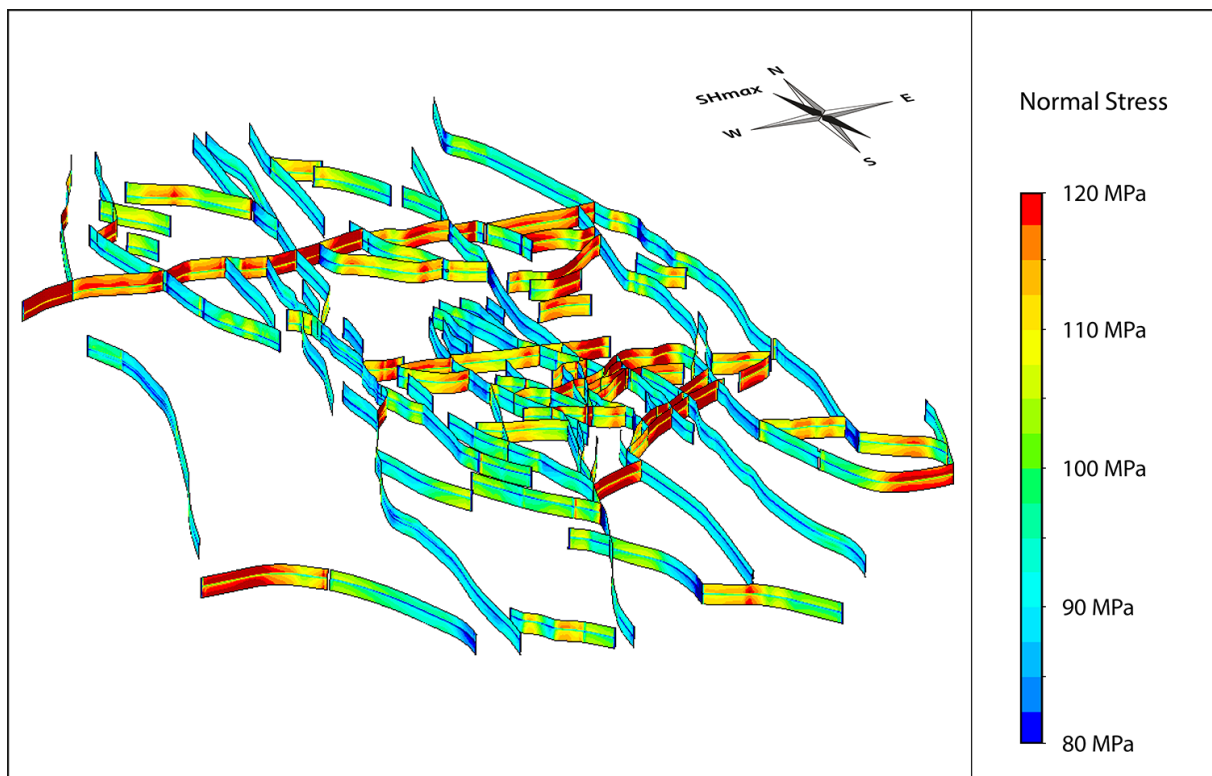 N
SHmax
E
W
S
Normal Stress
120 MPa
110 MPa
100 MPa
90 MPa
80 MPa